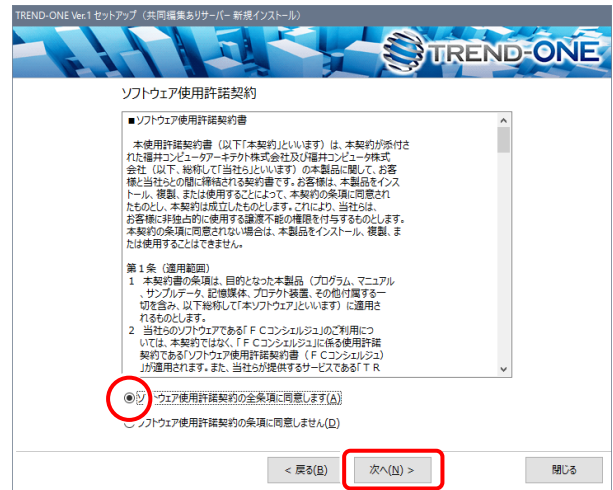 TREND-ONE Ver.1 セットアップ（共同編集ありサーバー 新規インストール）
TREND-ONE
ソフトウェア使用許諾契約
■ソフトウェア使用許諾契約書
本使用許諾契約書（以下「本契約」といいます）は、本契約が添付さ
れた福井コンピュータアーキテクト株式会社及び福井コンピュータ株式
会社（以下、総称して「当社ら」といいます）の本製品に関して、お客
様と当社らとの間に締結される契約書です。お客様は、本製品をインス
トール、複製、または使用することによって、本契約の条項に同意され
たものとし、本契約は成立したものとします。これにより、当社らは、
お客様に非独占的に使用する譲渡不能の権限を付与するものとします。
本契約の条項に同意されない場合は、本製品をインストール、複製、ま
たは使用することはできません。
第１条（適用範囲）
１ 本契約書の条項は、目的となった本製品（プログラム、マニュアル
、サンプルデータ、記憶媒体、プロテクト装置、その他付属する一
切を含み、以下総称して「本ソフトウェア」といいます）に適用さ
れるものとします。
２ 当社らのソフトウェアである「ＦＣコンシェルジュ」のご利用につ
いては、本契約ではなく、「ＦＣコンシェルジュ」に係る使用許諾
契約である「ソフトウェア使用許諾契約書（ＦＣコンシェルジュ）
」が適用されます。また、当社らが提供するサービスである「ＴＲ
ソフトウェア使用許諾契約の全条項に同意します(A)
ソフトウェア使用許諾契約の条項に同意しません(D)
< 戻る(B)
次へ(N) >
閉じる